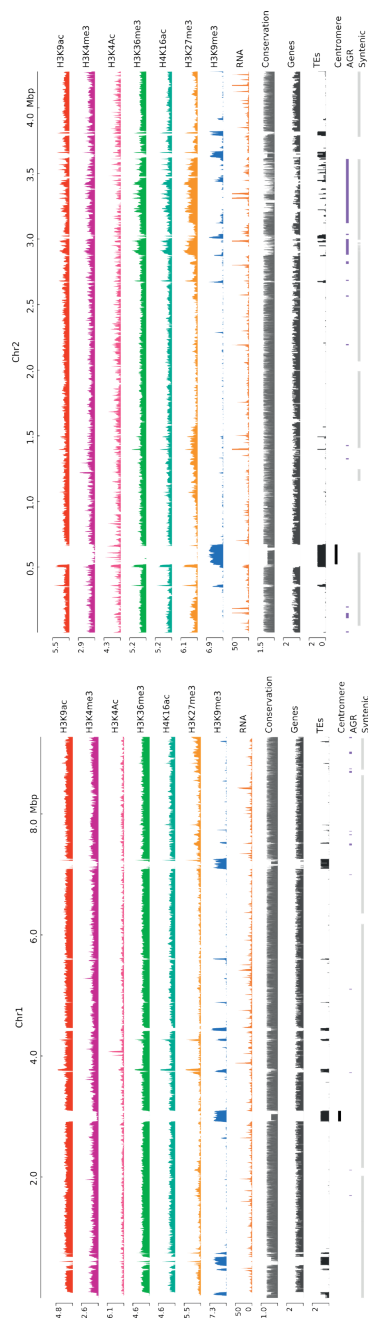 Chr1
2.0 4.0 6.0 8.0 Mbp
4.8 H3K9ac
2.6 H3K4me3
6.1 H3K4Ac
4.6 H3K36me3
4.6 H4K16ac
5.5 H3K27me3
7.3 H3K9me3
50 RNA
0
1.0 Conservation
2 Genes
2 TEs
Centromere
AGR
Syntenic
Chr2
0.5 1.0 1.5 2.0 2.5 3.0 3.5 4.0 Mbp
5.5 H3K9ac
2.9 H3K4me3
4.3 H3K4Ac
5.2 H3K36me3
5.2 H4K16ac
6.1 H3K27me3
6.9 H3K9me3
50 RNA
1.5 Conservation
2 Genes
2 TEs
0
Centromere
AGR
Syntenic